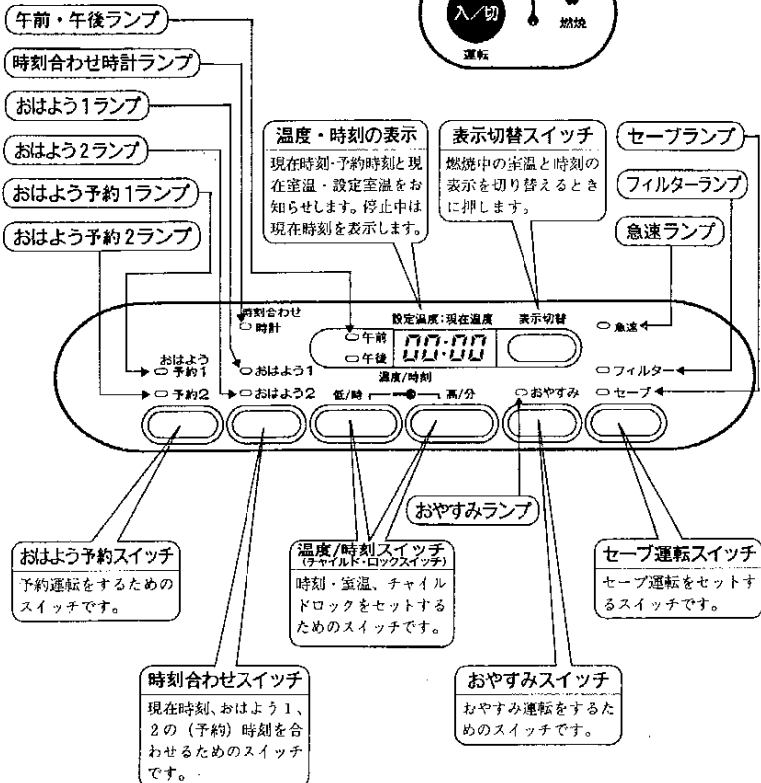 入/切
運転
燃焼
午前・午後ランプ
時刻合わせ時計ランプ
おはよう1ランプ
おはよう2ランプ
おはよう予約1ランプ
おはよう予約2ランプ
温度・時刻の表示
現在時刻・予約時刻と現
在室温・設定室温をお
知らせします。停止中は
現在時刻を表示します。
表示切替スイッチ
燃焼中の室温と時刻の
表示を切り替えるとき
に押します。
セーブランプ
フィルターランプ
急速ランプ
時刻合わせ
時計
設定温度:現在温度
表示切替
午前
午後
00:00
急速
おはよう
予約1
予約2
おはよう1
おはよう2
温度/時刻
低/時
高/分
おやすみ
フィルター
セーブ
おやすみランプ
おはよう予約スイッチ
予約運転をするための
スイッチです。
温度/時刻スイッチ
(チャイルド・ロックスイッチ)
時刻・室温、チャイル
ドロックをセットする
ためのスイッチです。
セーブ運転スイッチ
セーブ運転をセットす
るスイッチです。
時刻合わせスイッチ
現在時刻、おはよう1、
2の(予約)時刻を合
わせるためのスイッチ
です。
おやすみスイッチ
おやすみ運転をするた
めのスイッチです。